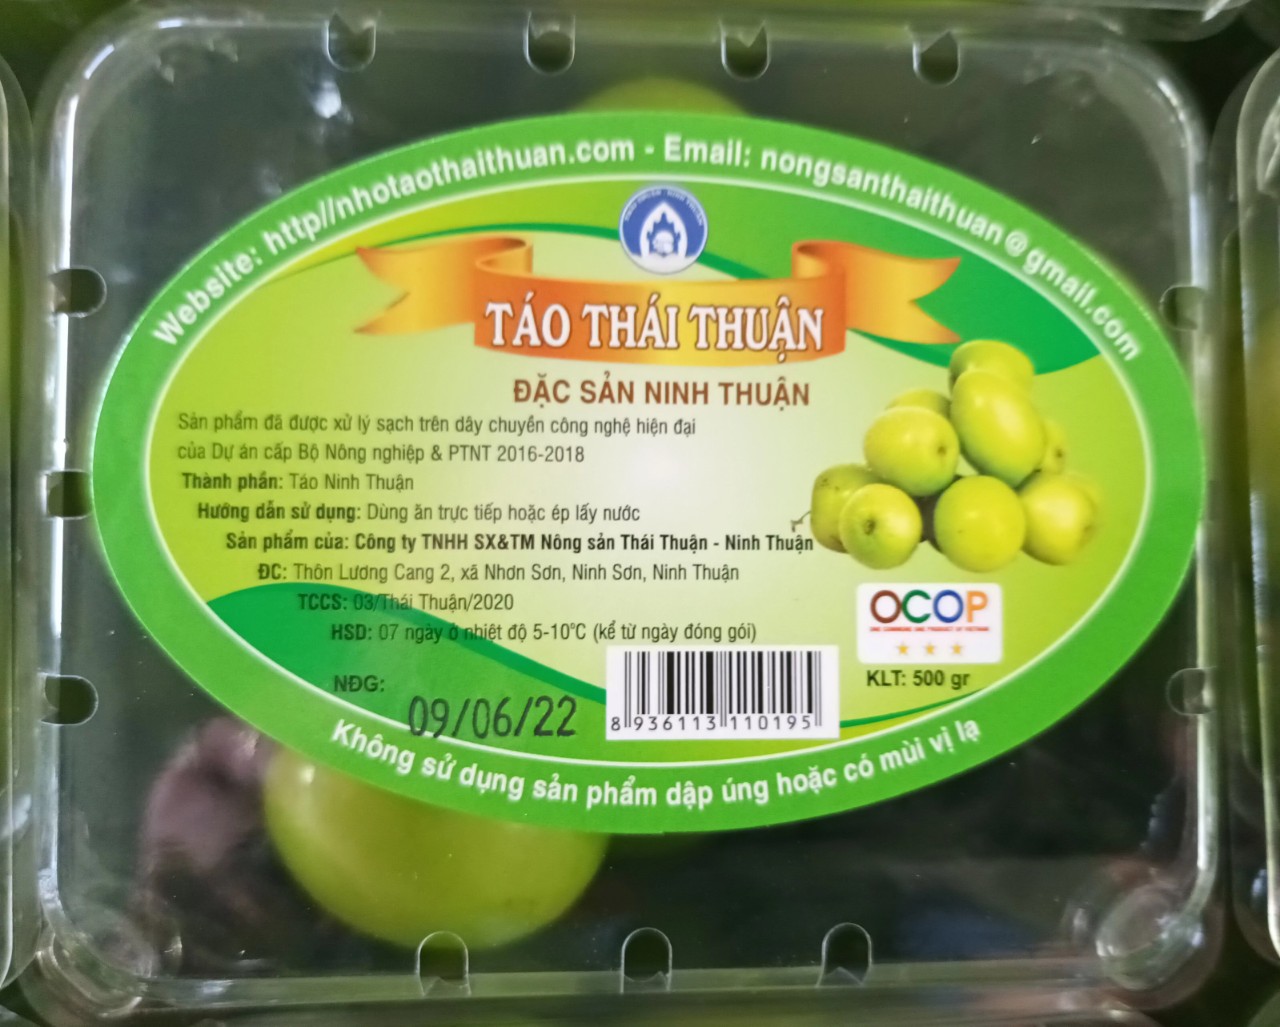 Website: http//nhotaothaithuan.com - Email: nongsanthaithuan@gmail.com
TÁO THÁI THUẬN
ĐẶC SẢN NINH THUẬN
Sản phẩm đã được xử lý sạch trên dây chuyền công nghệ hiện đại
của Dự án cấp Bộ Nông nghiệp & PTNT 2016-2018
Thành phần: Táo Ninh Thuận
Hướng dẫn sử dụng: Dùng ăn trực tiếp hoặc ép lấy nước
Sản phẩm của: Công ty TNHH SX&TM Nông sản Thái Thuận - Ninh Thuận
ĐC: Thôn Lương Cang 2, xã Nhơn Sơn, Ninh Sơn, Ninh Thuận
TCCS: 03/Thái Thuận/2020
HSD: 07 ngày ở nhiệt độ 5-10°C (kể từ ngày đóng gói)
OCOP
KLT: 500 gr
NĐG:
09/06/22
8 936113 110195
Không sử dụng sản phẩm dập úng hoặc có mùi vị lạ